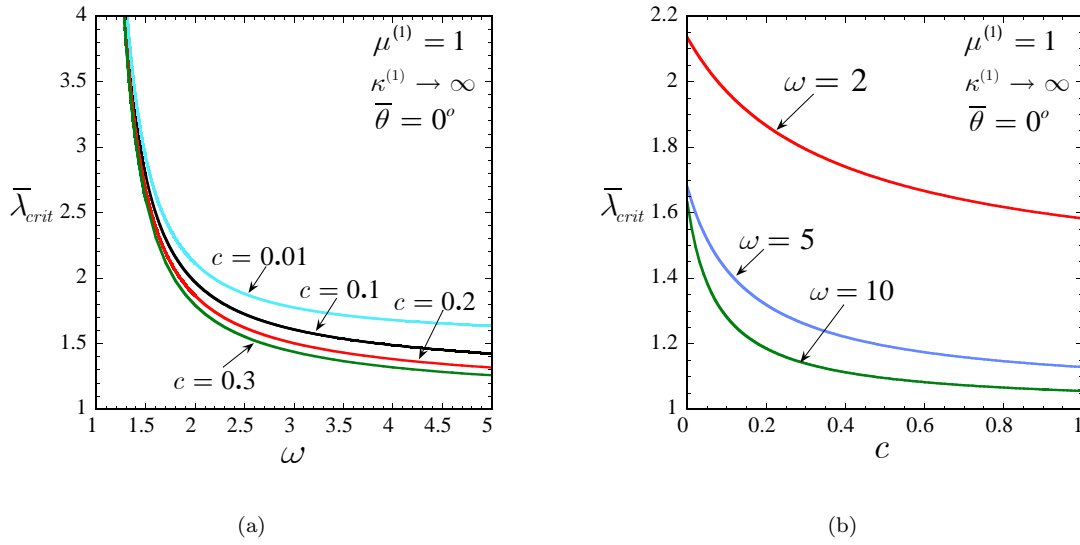 4
3.5
3
2.5
2
1.5
1
λ̅crit
μ(1) = 1
κ(1) → ∞
θ̅ = 0o
c = 0.01
c = 0.1
c = 0.2
c = 0.3
1 1.5 2 2.5 3 3.5 4 4.5 5
ω
(a)
2.2
2
1.8
1.6
1.4
1.2
1
λ̅crit
μ(1) = 1
κ(1) → ∞
θ̅ = 0o
ω = 2
ω = 5
ω = 10
0 0.2 0.4 0.6 0.8 1
c
(b)